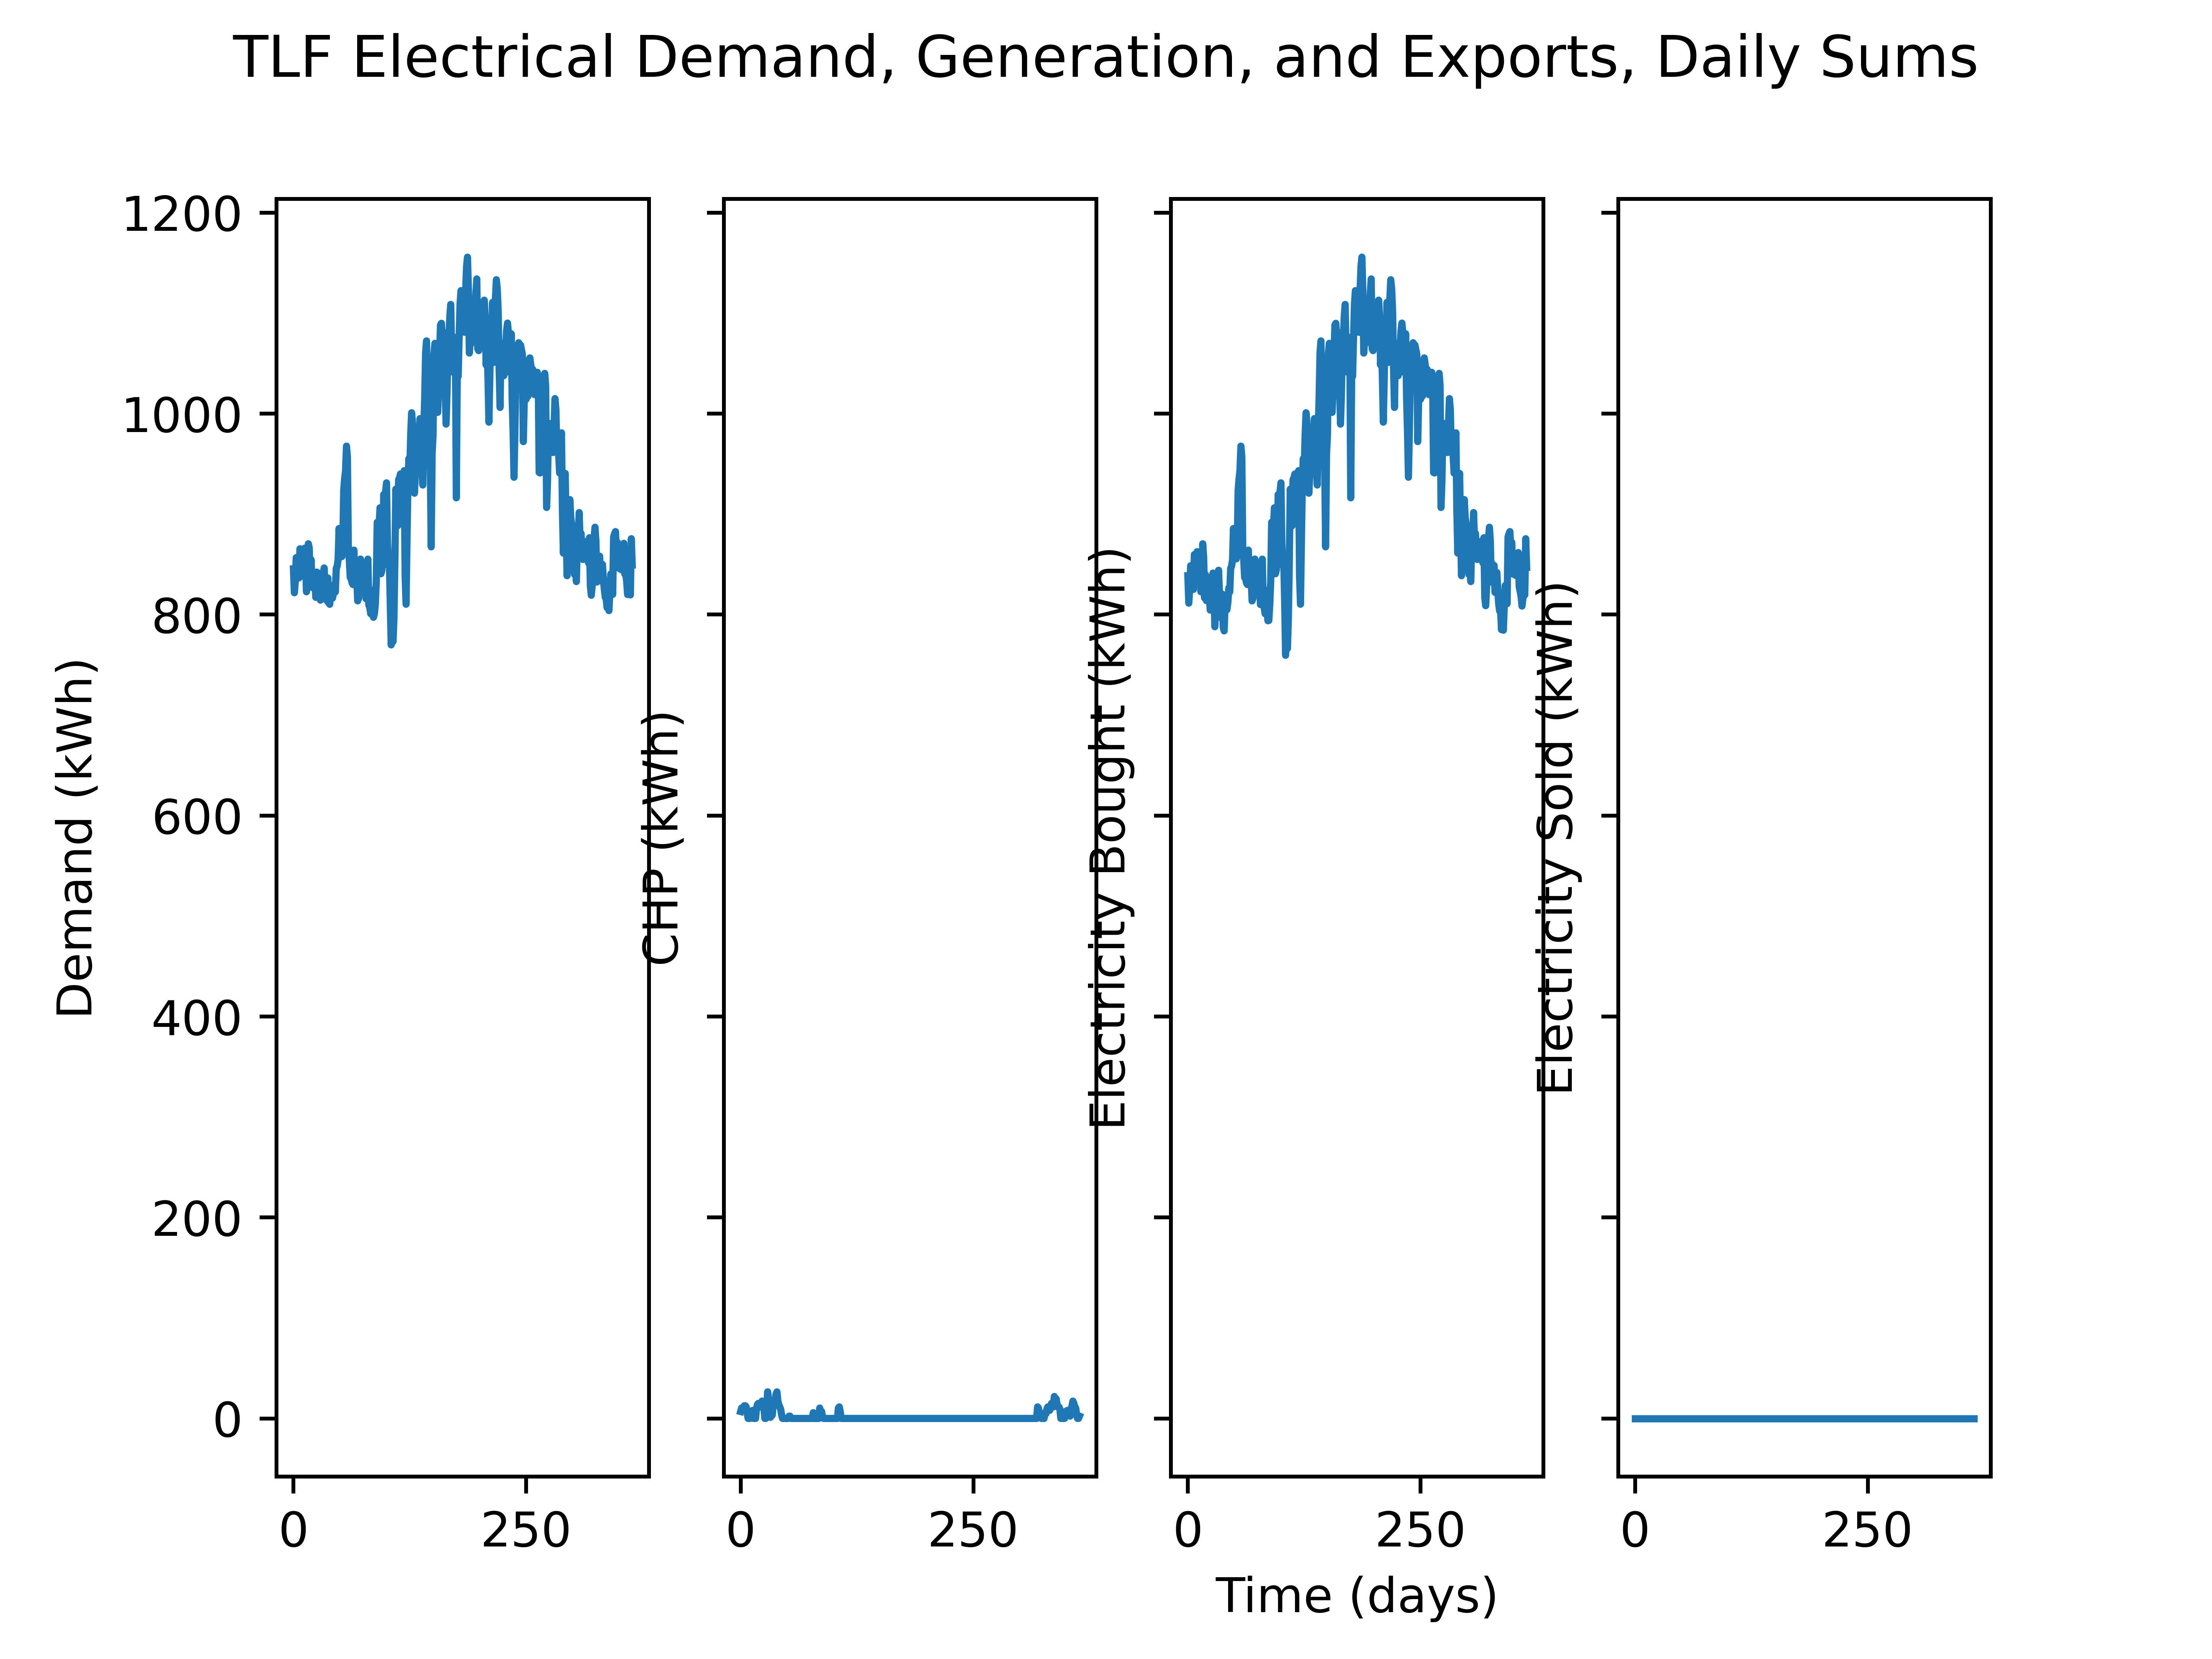 TLF Electrical Demand, Generation, and Exports, Daily Sums
Demand (kWh)
1200
1000
800
600
400
200
0
CHP (kWh)
Electricity Bought (kWh)
Electricity Sold (kWh)
0 250
0 250
0 250
0 250
Time (days)